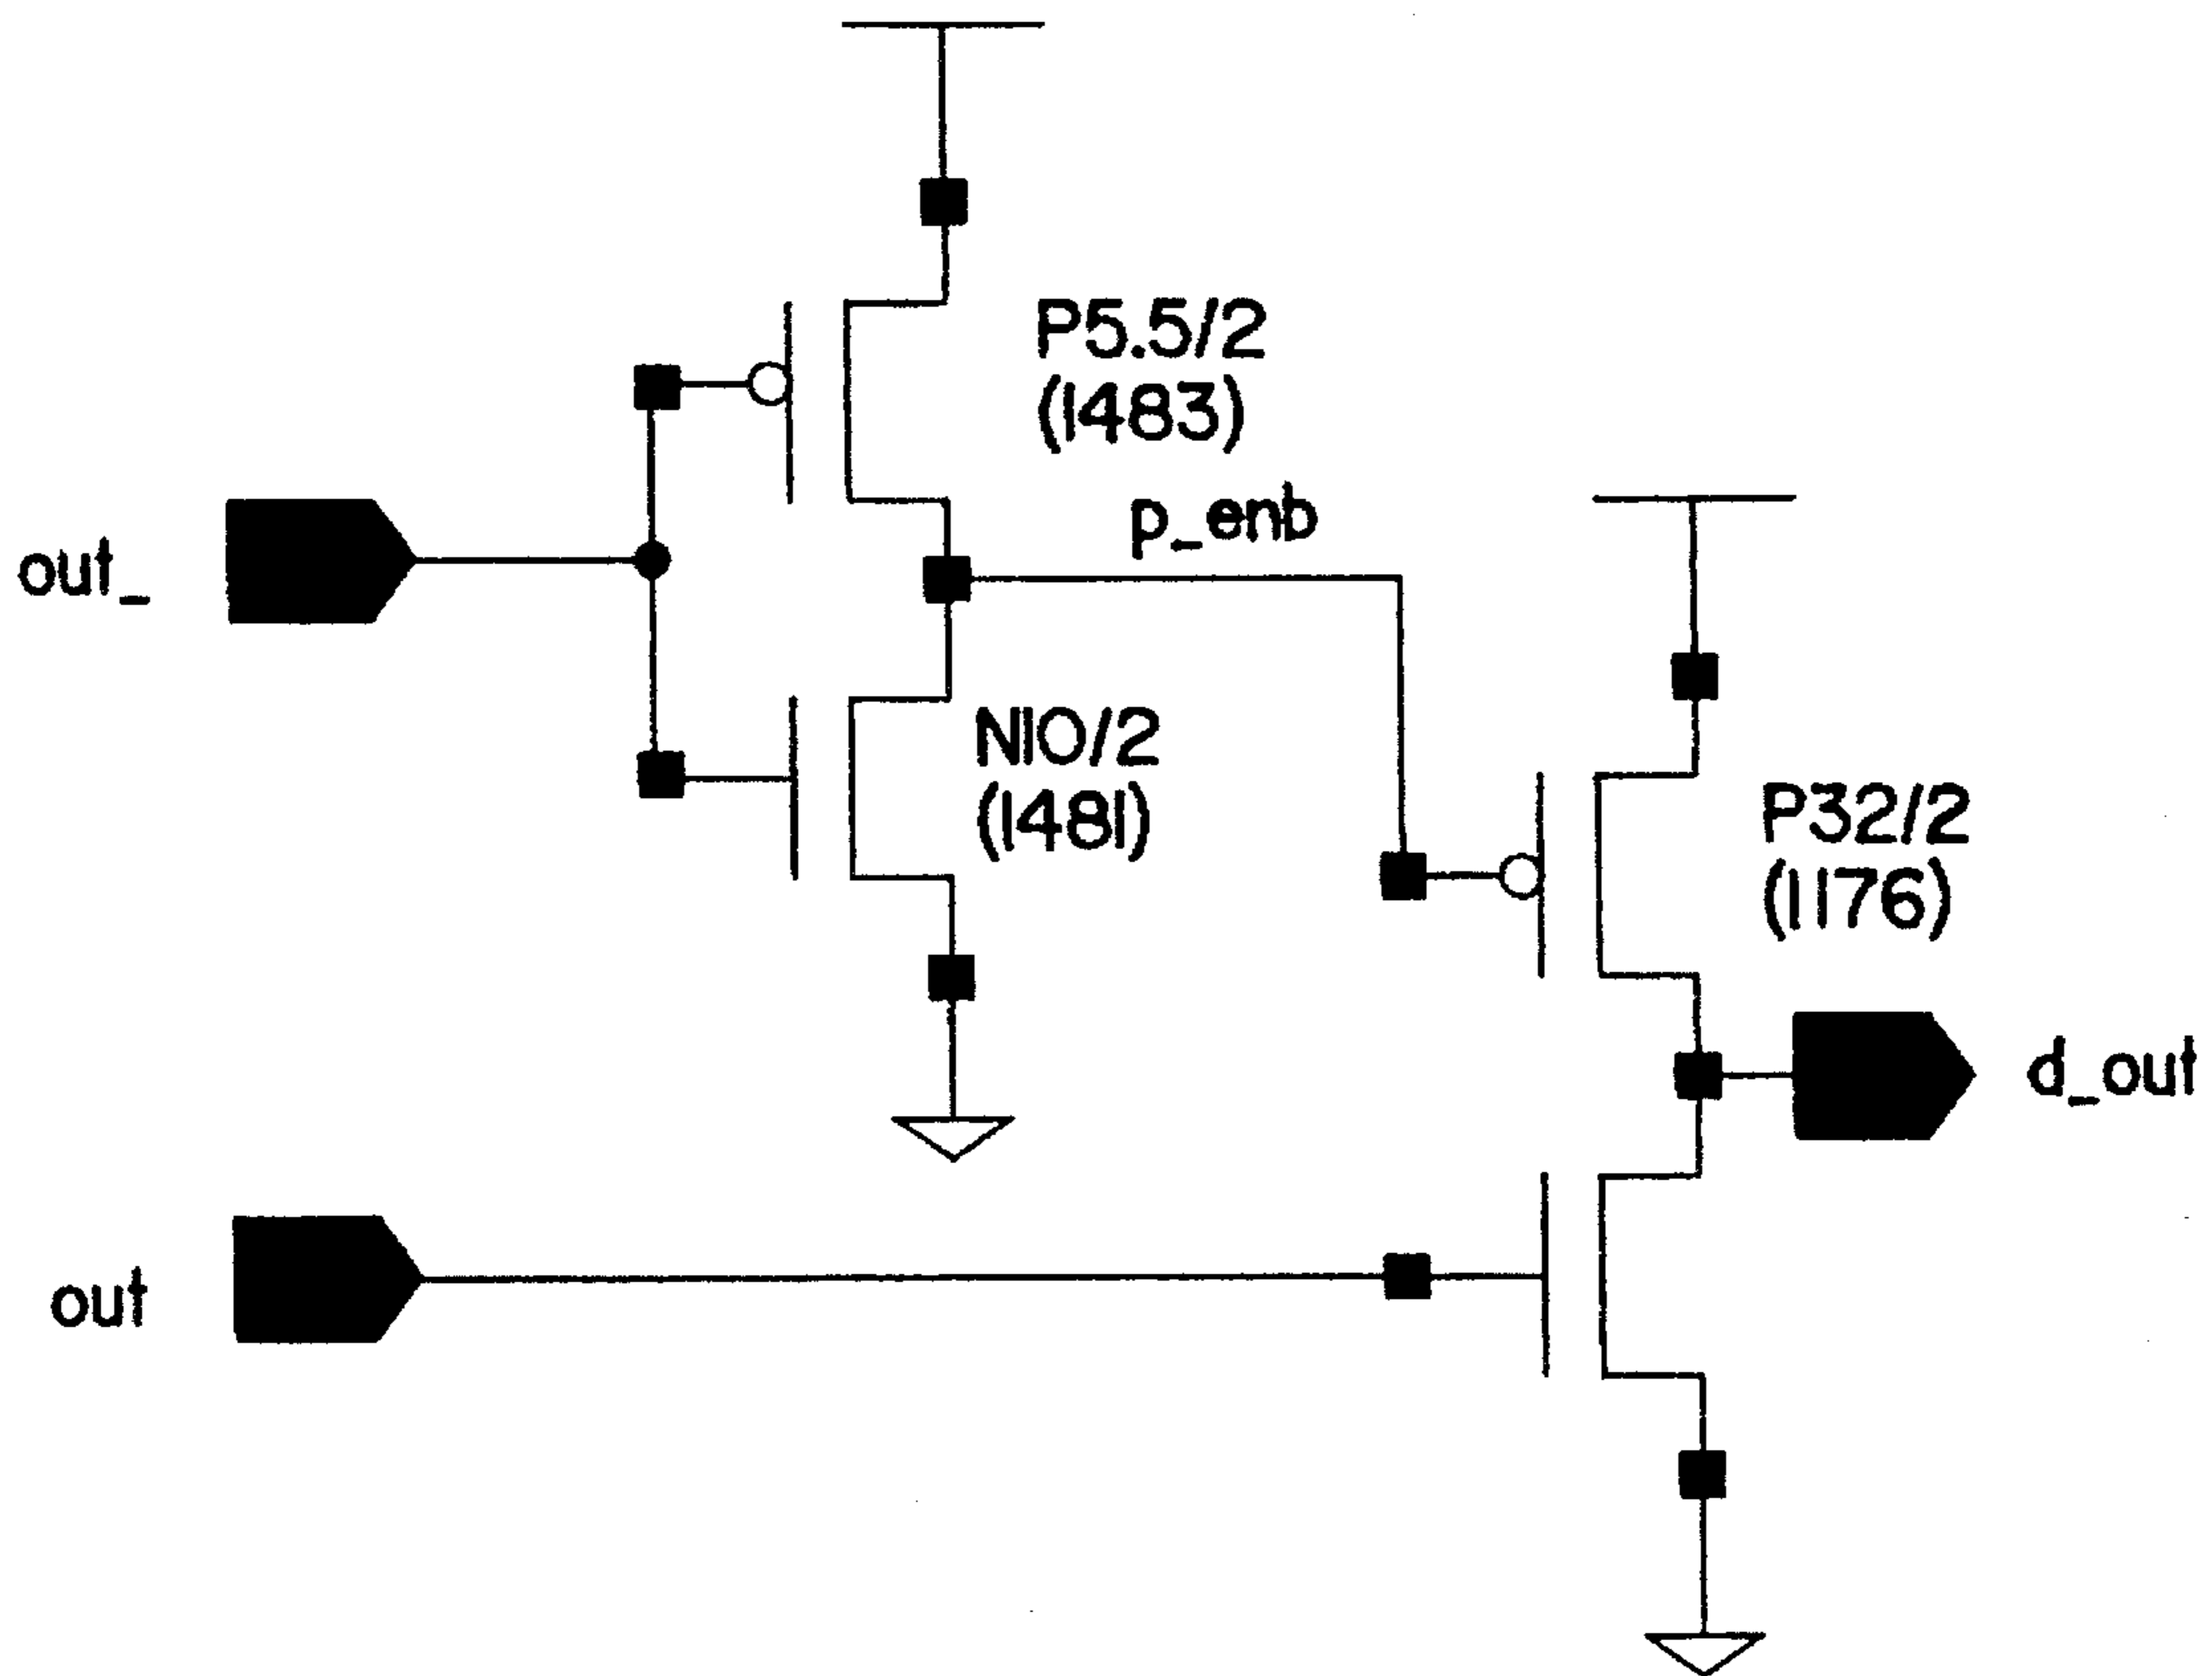 P5.5/2
(1483)
p_enb
out_
N10/2
(1481)
P32/2
(1176)
d_out
out